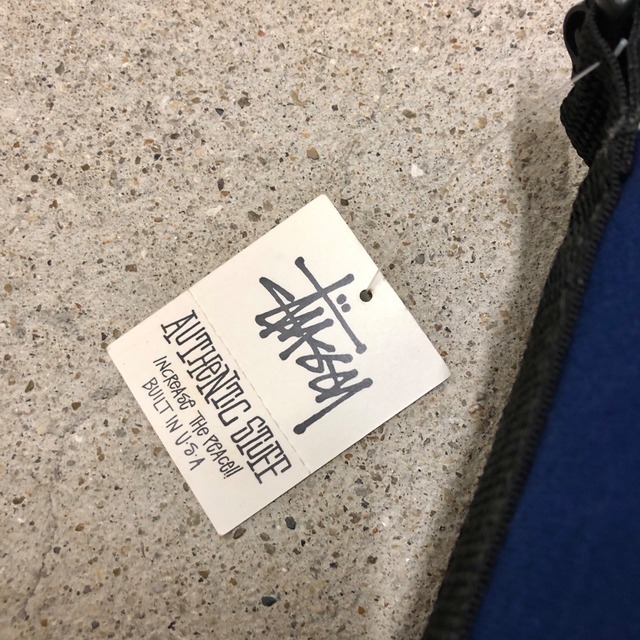 STÜSSY
AUTHENTIC STUFF
INCREASE THE PEACE!!
BUILT IN U.S.A